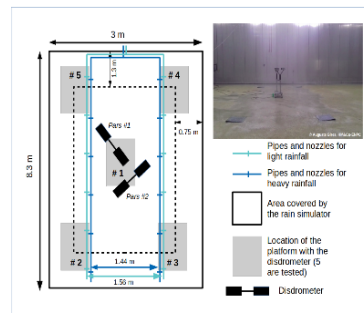 3 m
1.3 m
# 5
# 4
0.75 m
Pars #1
# 1
Pars #2
8.3 m
# 2
# 3
1.44 m
1.56 m
Pipes and nozzles for
light rainfall
Pipes and nozzles for
heavy rainfall
Area covered by
the rain simulator
Location of the
platform with the
disdrometer (5
are tested)
Disdrometer